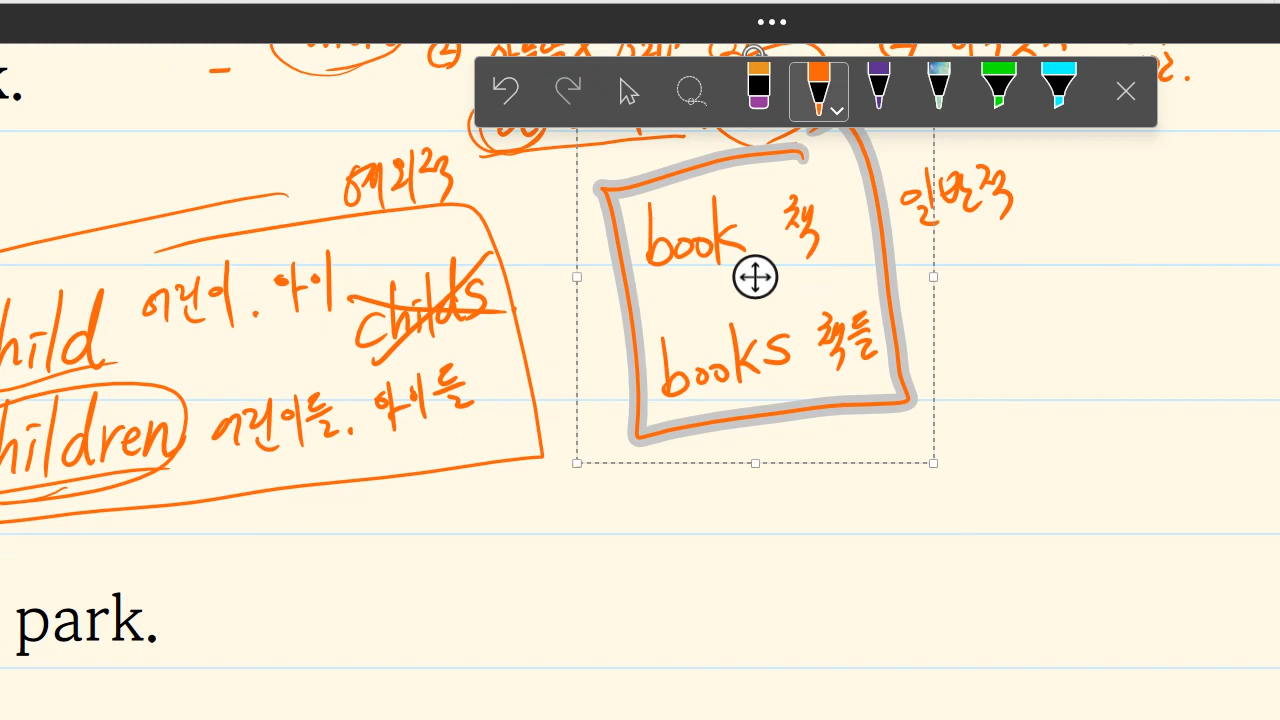 k.
예외적
일반적
hild 어린이. 아이 childs
hildren 어린이들. 아이들
book 책
books 책들
park.